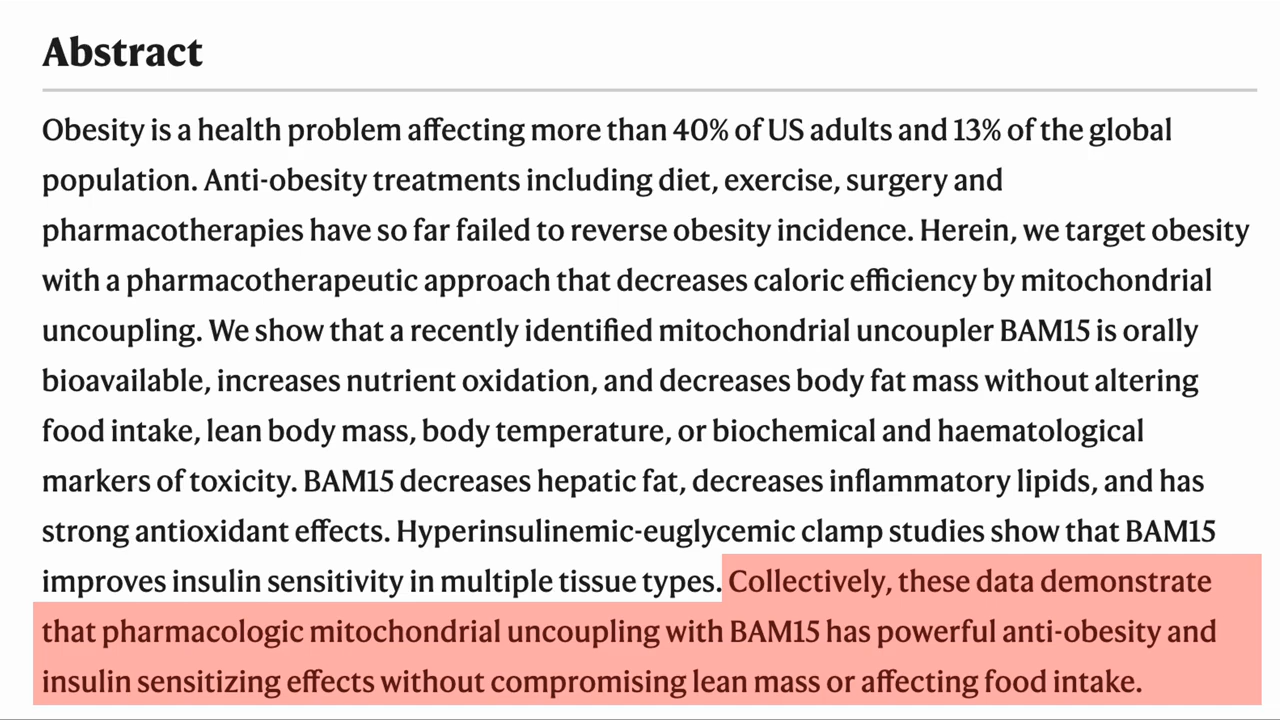 Abstract
Obesity is a health problem affecting more than 40% of US adults and 13% of the global
population. Anti-obesity treatments including diet, exercise, surgery and
pharmacotherapies have so far failed to reverse obesity incidence. Herein, we target obesity
with a pharmacotherapeutic approach that decreases caloric efficiency by mitochondrial
uncoupling. We show that a recently identified mitochondrial uncoupler BAM15 is orally
bioavailable, increases nutrient oxidation, and decreases body fat mass without altering
food intake, lean body mass, body temperature, or biochemical and haematological
markers of toxicity. BAM15 decreases hepatic fat, decreases inflammatory lipids, and has
strong antioxidant effects. Hyperinsulinemic-euglycemic clamp studies show that BAM15
improves insulin sensitivity in multiple tissue types. Collectively, these data demonstrate
that pharmacologic mitochondrial uncoupling with BAM15 has powerful anti-obesity and
insulin sensitizing effects without compromising lean mass or affecting food intake.